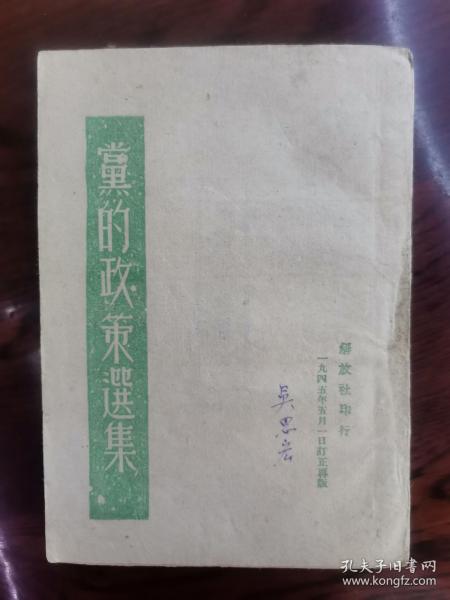 黨的政策選集
解放社印行
一九四五年五月一日訂正再版
吳思宏
孔夫子旧书网
www.kongfz.com